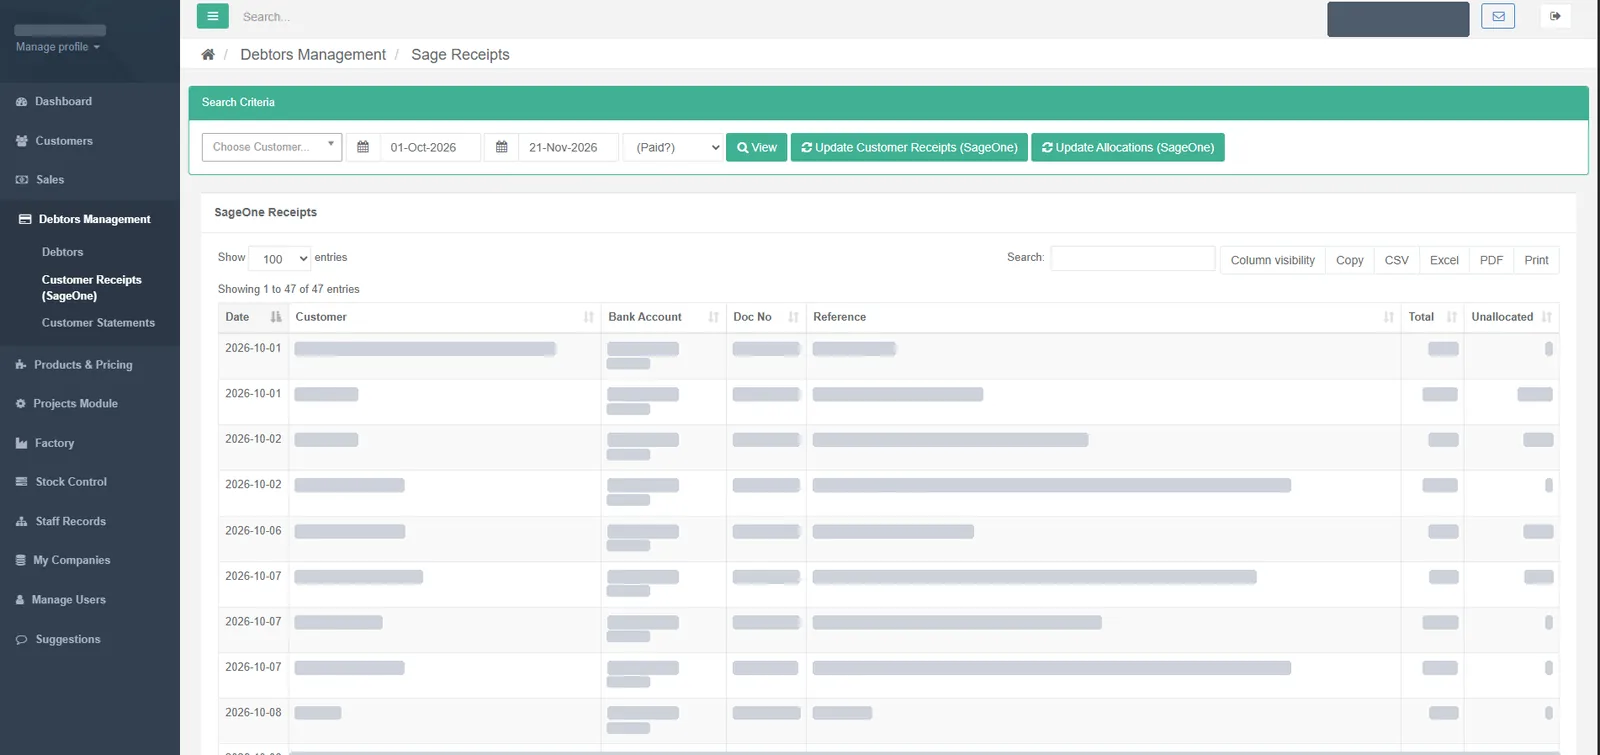 Search...
Manage profile
Debtors Management / Sage Receipts
Dashboard
Customers
Sales
Debtors Management
Debtors
Customer Receipts
(SageOne)
Customer Statements
Products & Pricing
Projects Module
Factory
Stock Control
Staff Records
My Companies
Manage Users
Suggestions
Search Criteria
Choose Customer... 01-Oct-2026 21-Nov-2026 (Paid?) View Update Customer Receipts (SageOne) Update Allocations (SageOne)
SageOne Receipts
Show 100 entries Search: Column visibility Copy CSV Excel PDF Print
Showing 1 to 47 of 47 entries
Date Customer Bank Account Doc No Reference Total Unallocated
2026-10-01
2026-10-01
2026-10-02
2026-10-02
2026-10-06
2026-10-07
2026-10-07
2026-10-07
2026-10-08